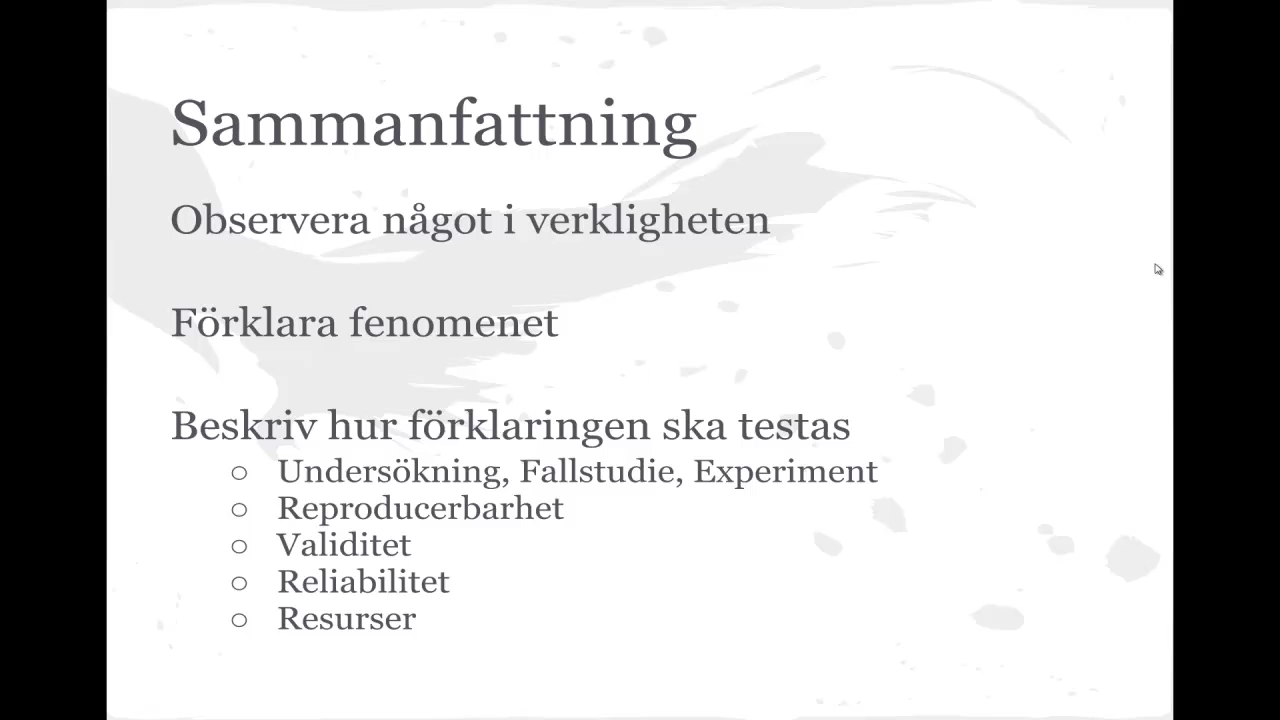 Sammanfattning
Observera något i verkligheten
Förklara fenomenet
Beskriv hur förklaringen ska testas
○ Undersökning, Fallstudie, Experiment
○ Reproducerbarhet
○ Validitet
○ Reliabilitet
○ Resurser